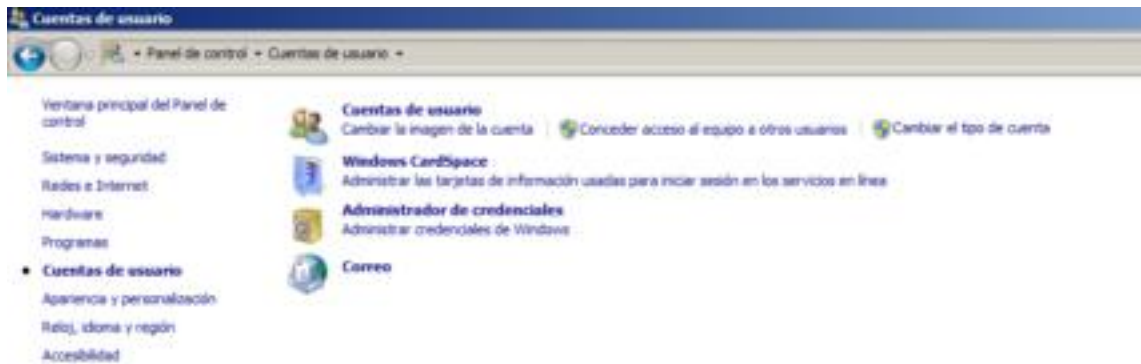 Cuentas de usuario
Panel de control Cuentas de usuario
Ventana principal del Panel de
control
Sistema y seguridad
Redes e Internet
Hardware
Programas
Cuentas de usuario
Apariencia y personalización
Reloj, idioma y región
Accesibilidad
Cuentas de usuario
Cambiar la imagen de la cuenta Conceder acceso al equipo a otros usuarios Cambiar el tipo de cuenta
Windows CardSpace
Administrar las tarjetas de información usadas para iniciar sesión en los servicios en línea
Administrador de credenciales
Administrar credenciales de Windows
Correo